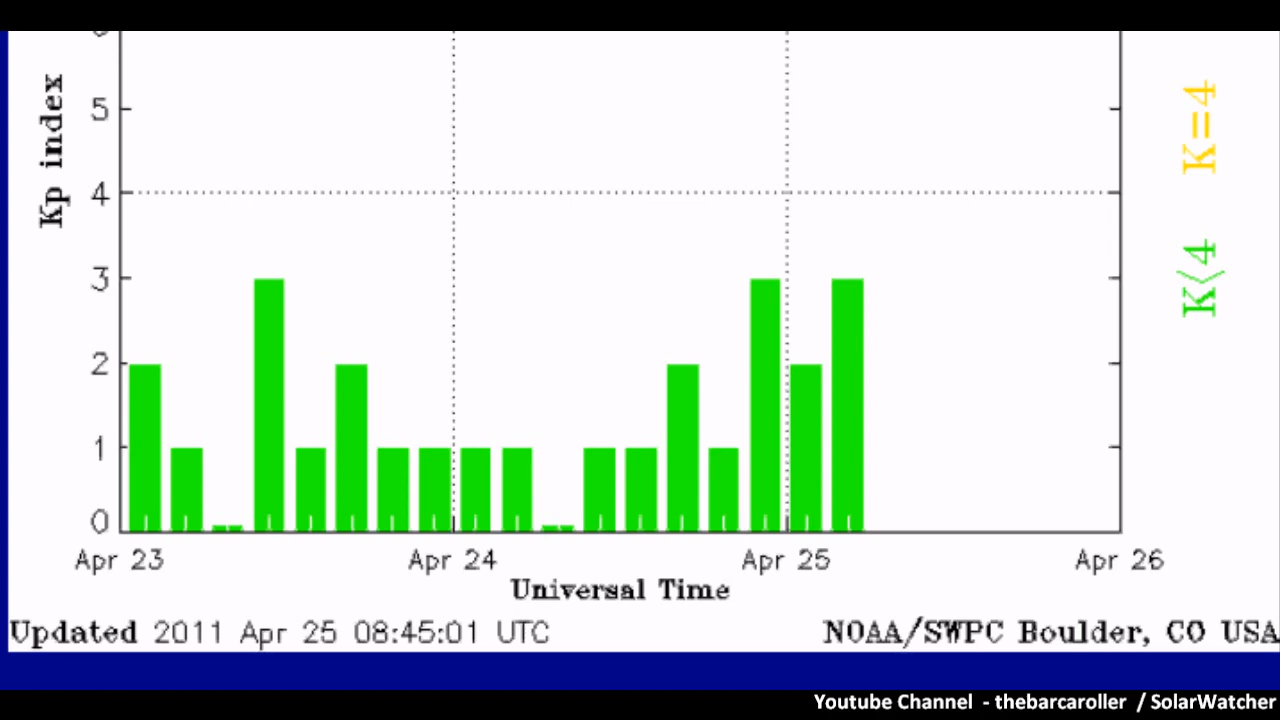 Kp index
5
4
3
2
1
0
K=4
K<4
Apr 23 Apr 24 Apr 25 Apr 26
Universal Time
Updated 2011 Apr 25 08:45:01 UTC
NOAA/SWPC Boulder, CO USA
Youtube Channel - thebarcaroller / SolarWatcher